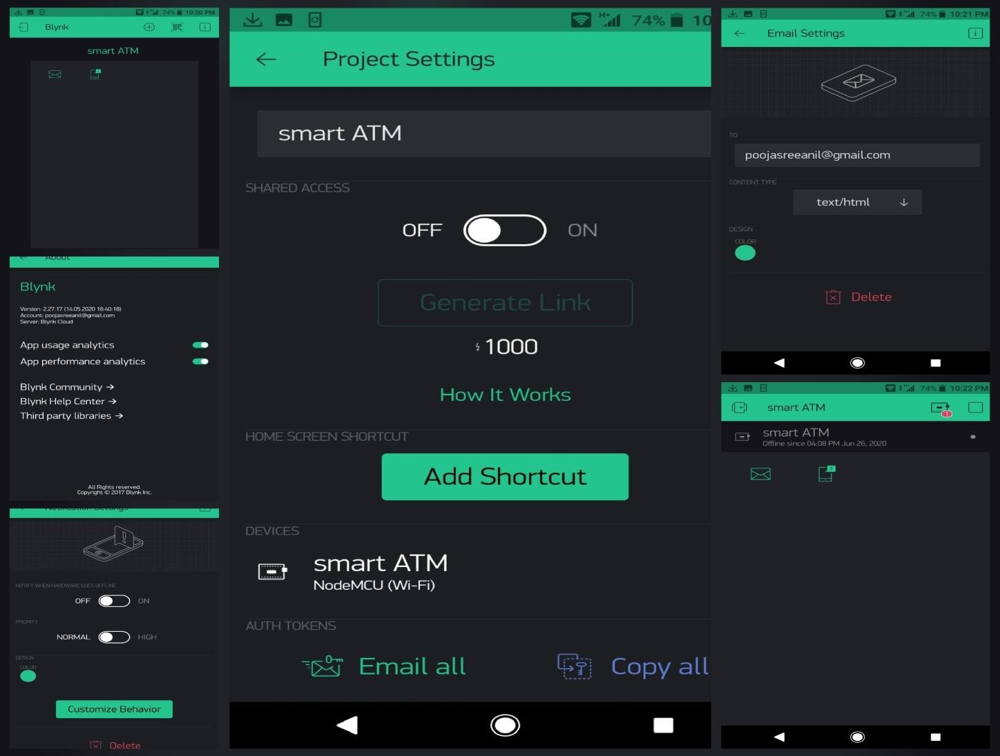 74% 10:20 PM
Blynk
smart ATM
About
Blynk
Version: 2.27.17 (14.05.2020 18:40:18)
Account: poojasreeanil@gmail.com
Server: Blynk Cloud
App usage analytics
App performance analytics
Blynk Community →
Blynk Help Center →
Third party libraries →
All Rights reserved.
Copyright © 2017 Blynk Inc.
Notification Settings
NOTIFY WHEN HARDWARE GOES OFFLINE
OFF ON
PRIORITY
NORMAL HIGH
DESIGN
COLOR
Customize Behavior
Delete
H+ 74% 10
Project Settings
smart ATM
SHARED ACCESS
OFF ON
Generate Link
1000
How It Works
HOME SCREEN SHORTCUT
Add Shortcut
DEVICES
smart ATM
NodeMCU (Wi-Fi)
AUTH TOKENS
Email all Copy all
74% 10:21 PM
Email Settings
TO
poojasreeanil@gmail.com
CONTENT TYPE
text/html
DESIGN
COLOR
Delete
74% 10:22 PM
smart ATM
1
smart ATM
Offline since 04:08 PM Jun 26, 2020